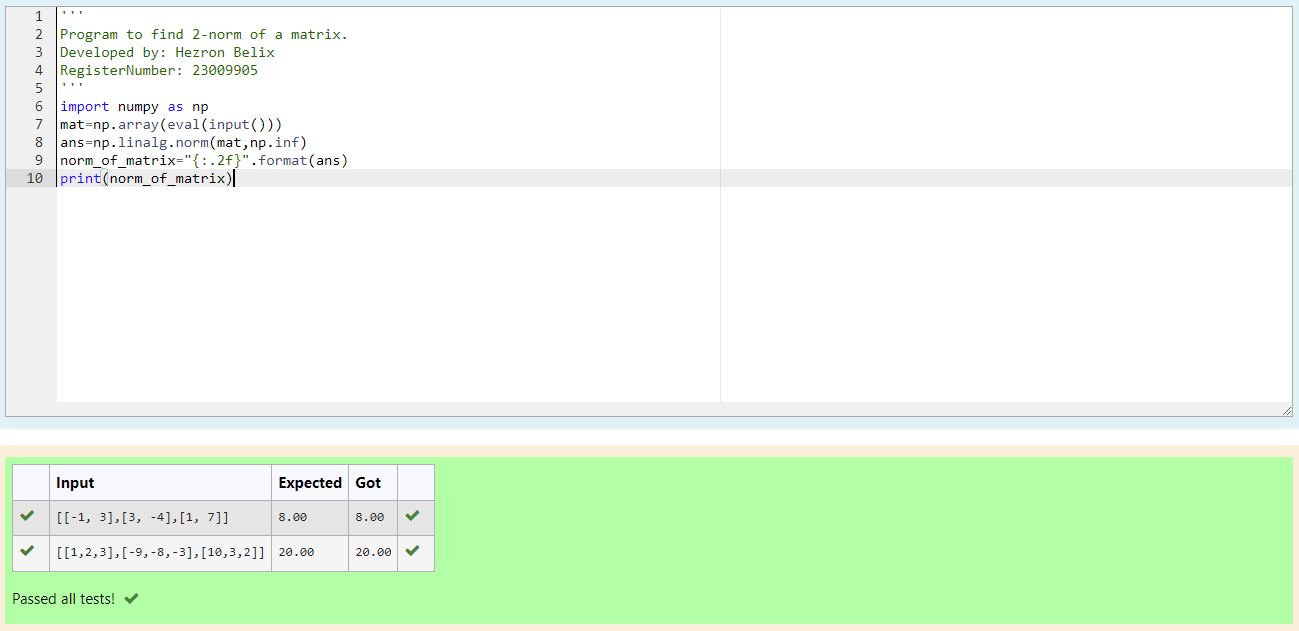 1 '''
2 Program to find 2-norm of a matrix.
3 Developed by: Hezron Belix
4 RegisterNumber: 23009905
5 '''
6 import numpy as np
7 mat=np.array(eval(input()))
8 ans=np.linalg.norm(mat,np.inf)
9 norm_of_matrix="{:.2f}".format(ans)
10 print(norm_of_matrix)
Input Expected Got
[[-1, 3],[3, -4],[1, 7]] 8.00 8.00
[[1,2,3],[-9,-8,-3],[10,3,2]] 20.00 20.00
Passed all tests!